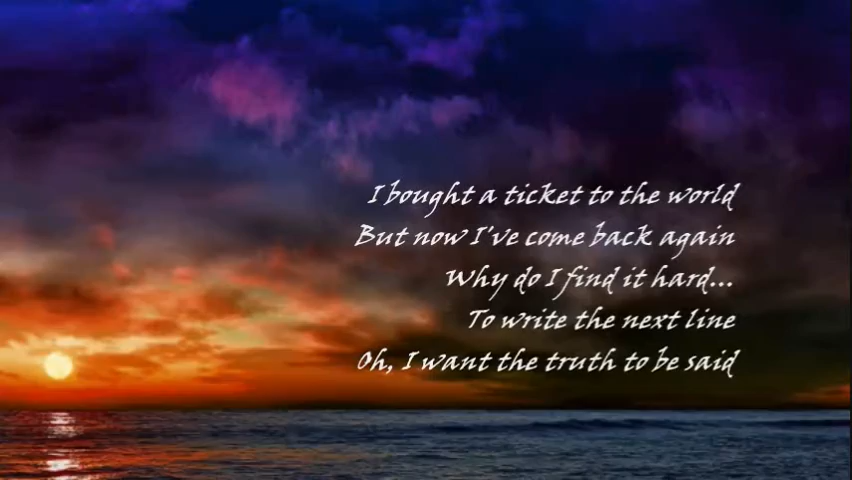 I bought a ticket to the world
But now I've come back again
Why do I find it hard...
To write the next line
Oh, I want the truth to be said